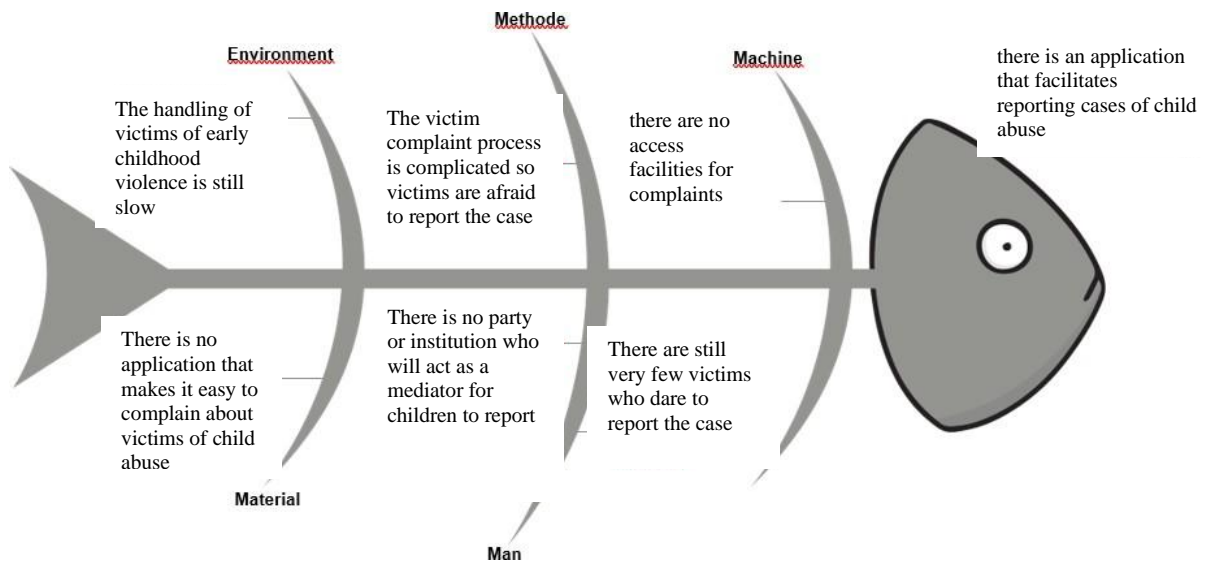 Methode
Environment
Machine
there is an application
that facilitates
reporting cases of child
abuse
The handling of
victims of early
childhood
violence is still
slow
The victim
complaint process
is complicated so
victims are afraid
to report the case
there are no
access
facilities for
complaints
There is no
application that
makes it easy to
complain about
victims of child
abuse
There is no party
or institution who
will act as a
mediator for
children to report
There are still
very few victims
who dare to
report the case
Material
Man